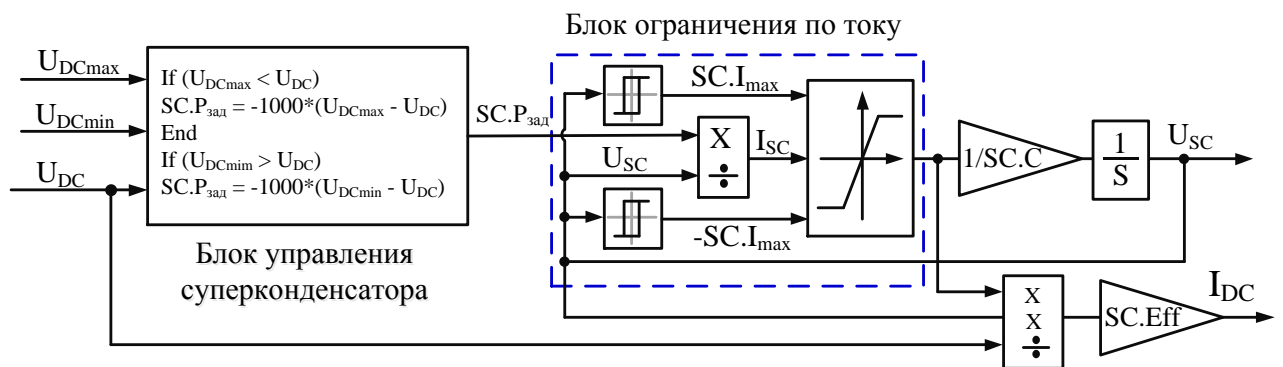 Блок ограничения по току
U_DCmax
U_DCmin
U_DC
If (U_DCmax < U_DC)
SC.P_зад = -1000*(U_DCmax - U_DC)
End
If (U_DCmim > U_DC)
SC.P_зад = -1000*(U_DCmin - U_DC)
Блок управления
суперконденсатора
SC.P_зад
SC.I_max
U_SC
X
÷
I_SC
-SC.I_max
1/SC.C
1
S
U_SC
X
X
÷
SC.Eff
I_DC